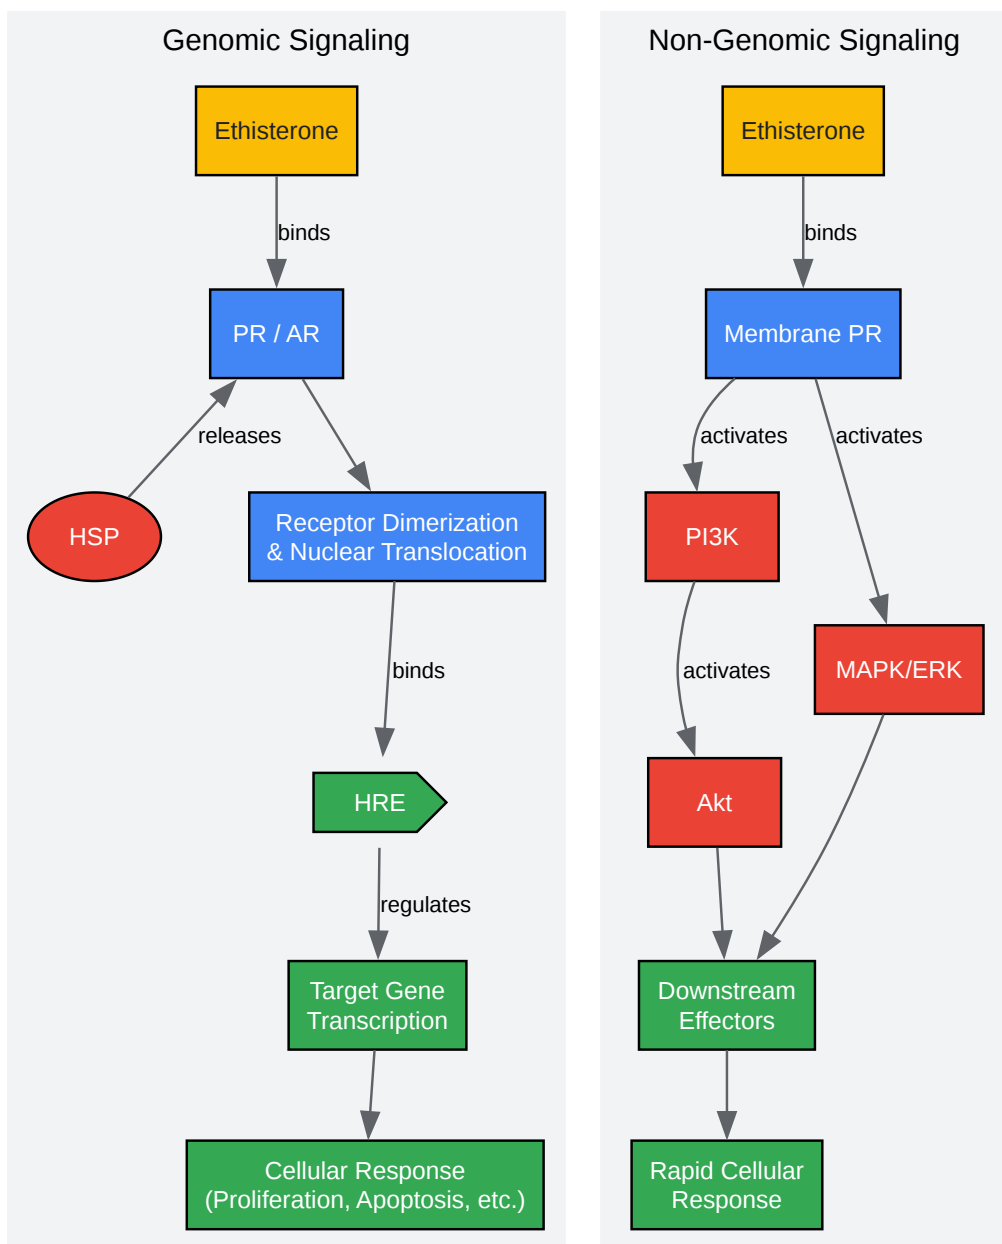 Genomic Signaling
Ethisterone
binds
PR / AR
releases
HSP
Receptor Dimerization
& Nuclear Translocation
binds
HRE
regulates
Target Gene
Transcription
Cellular Response
(Proliferation, Apoptosis, etc.)
Non-Genomic Signaling
Ethisterone
binds
Membrane PR
activates
activates
PI3K
MAPK/ERK
activates
Akt
Downstream
Effectors
Rapid Cellular
Response